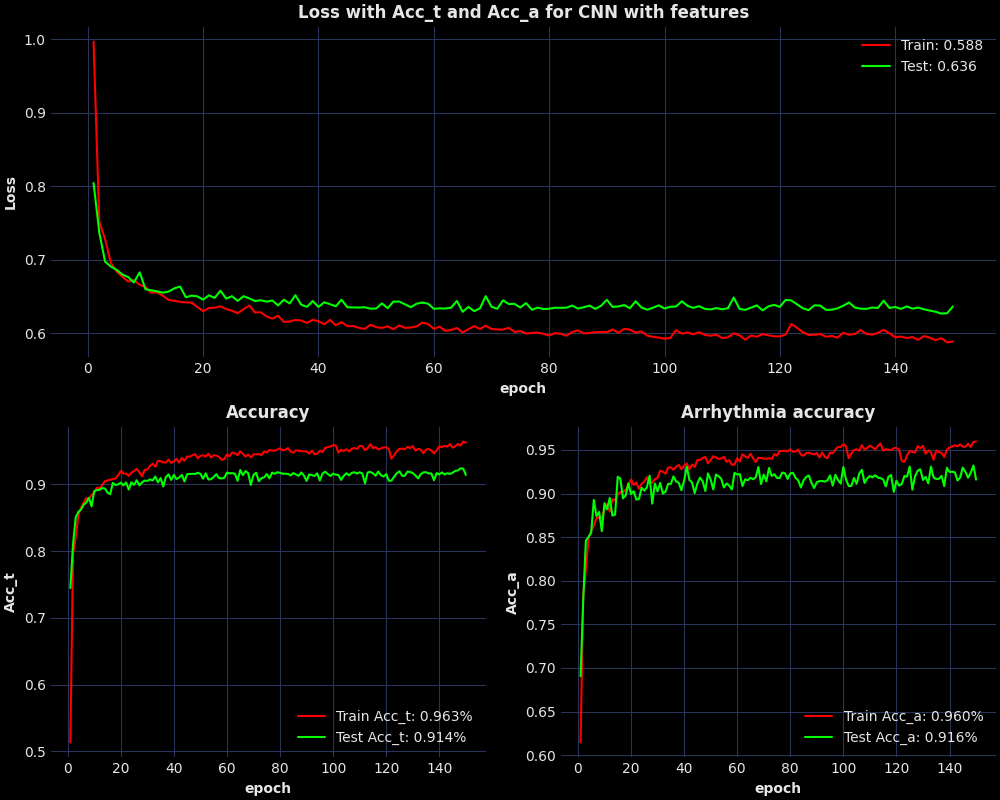 Loss with Acc_t and Acc_a for CNN with features
1.0
0.9
0.8
0.7
0.6
Loss
Train: 0.588
Test: 0.636
0 20 40 60 80 100 120 140
epoch
Accuracy
0.9
0.8
0.7
0.6
0.5
Acc_t
Train Acc_t: 0.963%
Test Acc_t: 0.914%
0 20 40 60 80 100 120 140
epoch
Arrhythmia accuracy
0.95
0.90
0.85
0.80
0.75
0.70
0.65
0.60
Acc_a
Train Acc_a: 0.960%
Test Acc_a: 0.916%
0 20 40 60 80 100 120 140
epoch